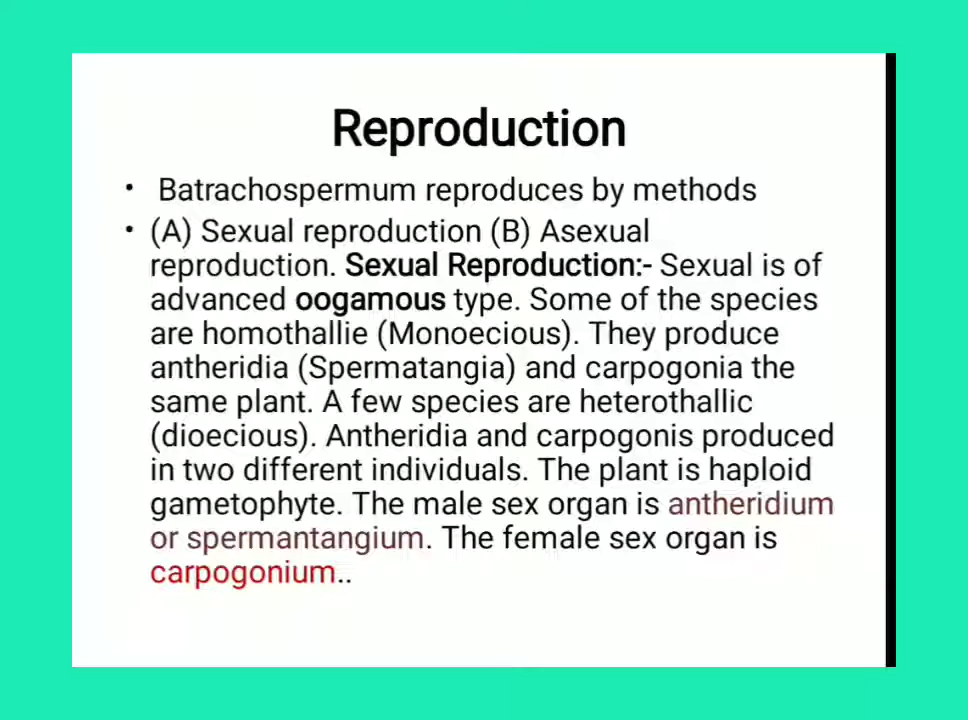 Reproduction
• Batrachospermum reproduces by methods
• (A) Sexual reproduction (B) Asexual
reproduction. Sexual Reproduction:- Sexual is of
advanced oogamous type. Some of the species
are homothallie (Monoecious). They produce
antheridia (Spermatangia) and carpogonia the
same plant. A few species are heterothallic
(dioecious). Antheridia and carpogonis produced
in two different individuals. The plant is haploid
gametophyte. The male sex organ is antheridium
or spermantangium. The female sex organ is
carpogonium..